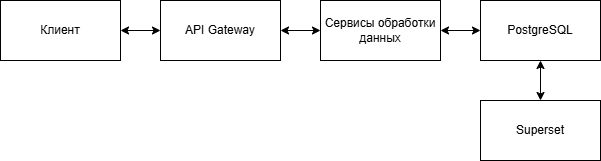 Клиент
API Gateway
Сервисы обработки
данных
PostgreSQL
Superset